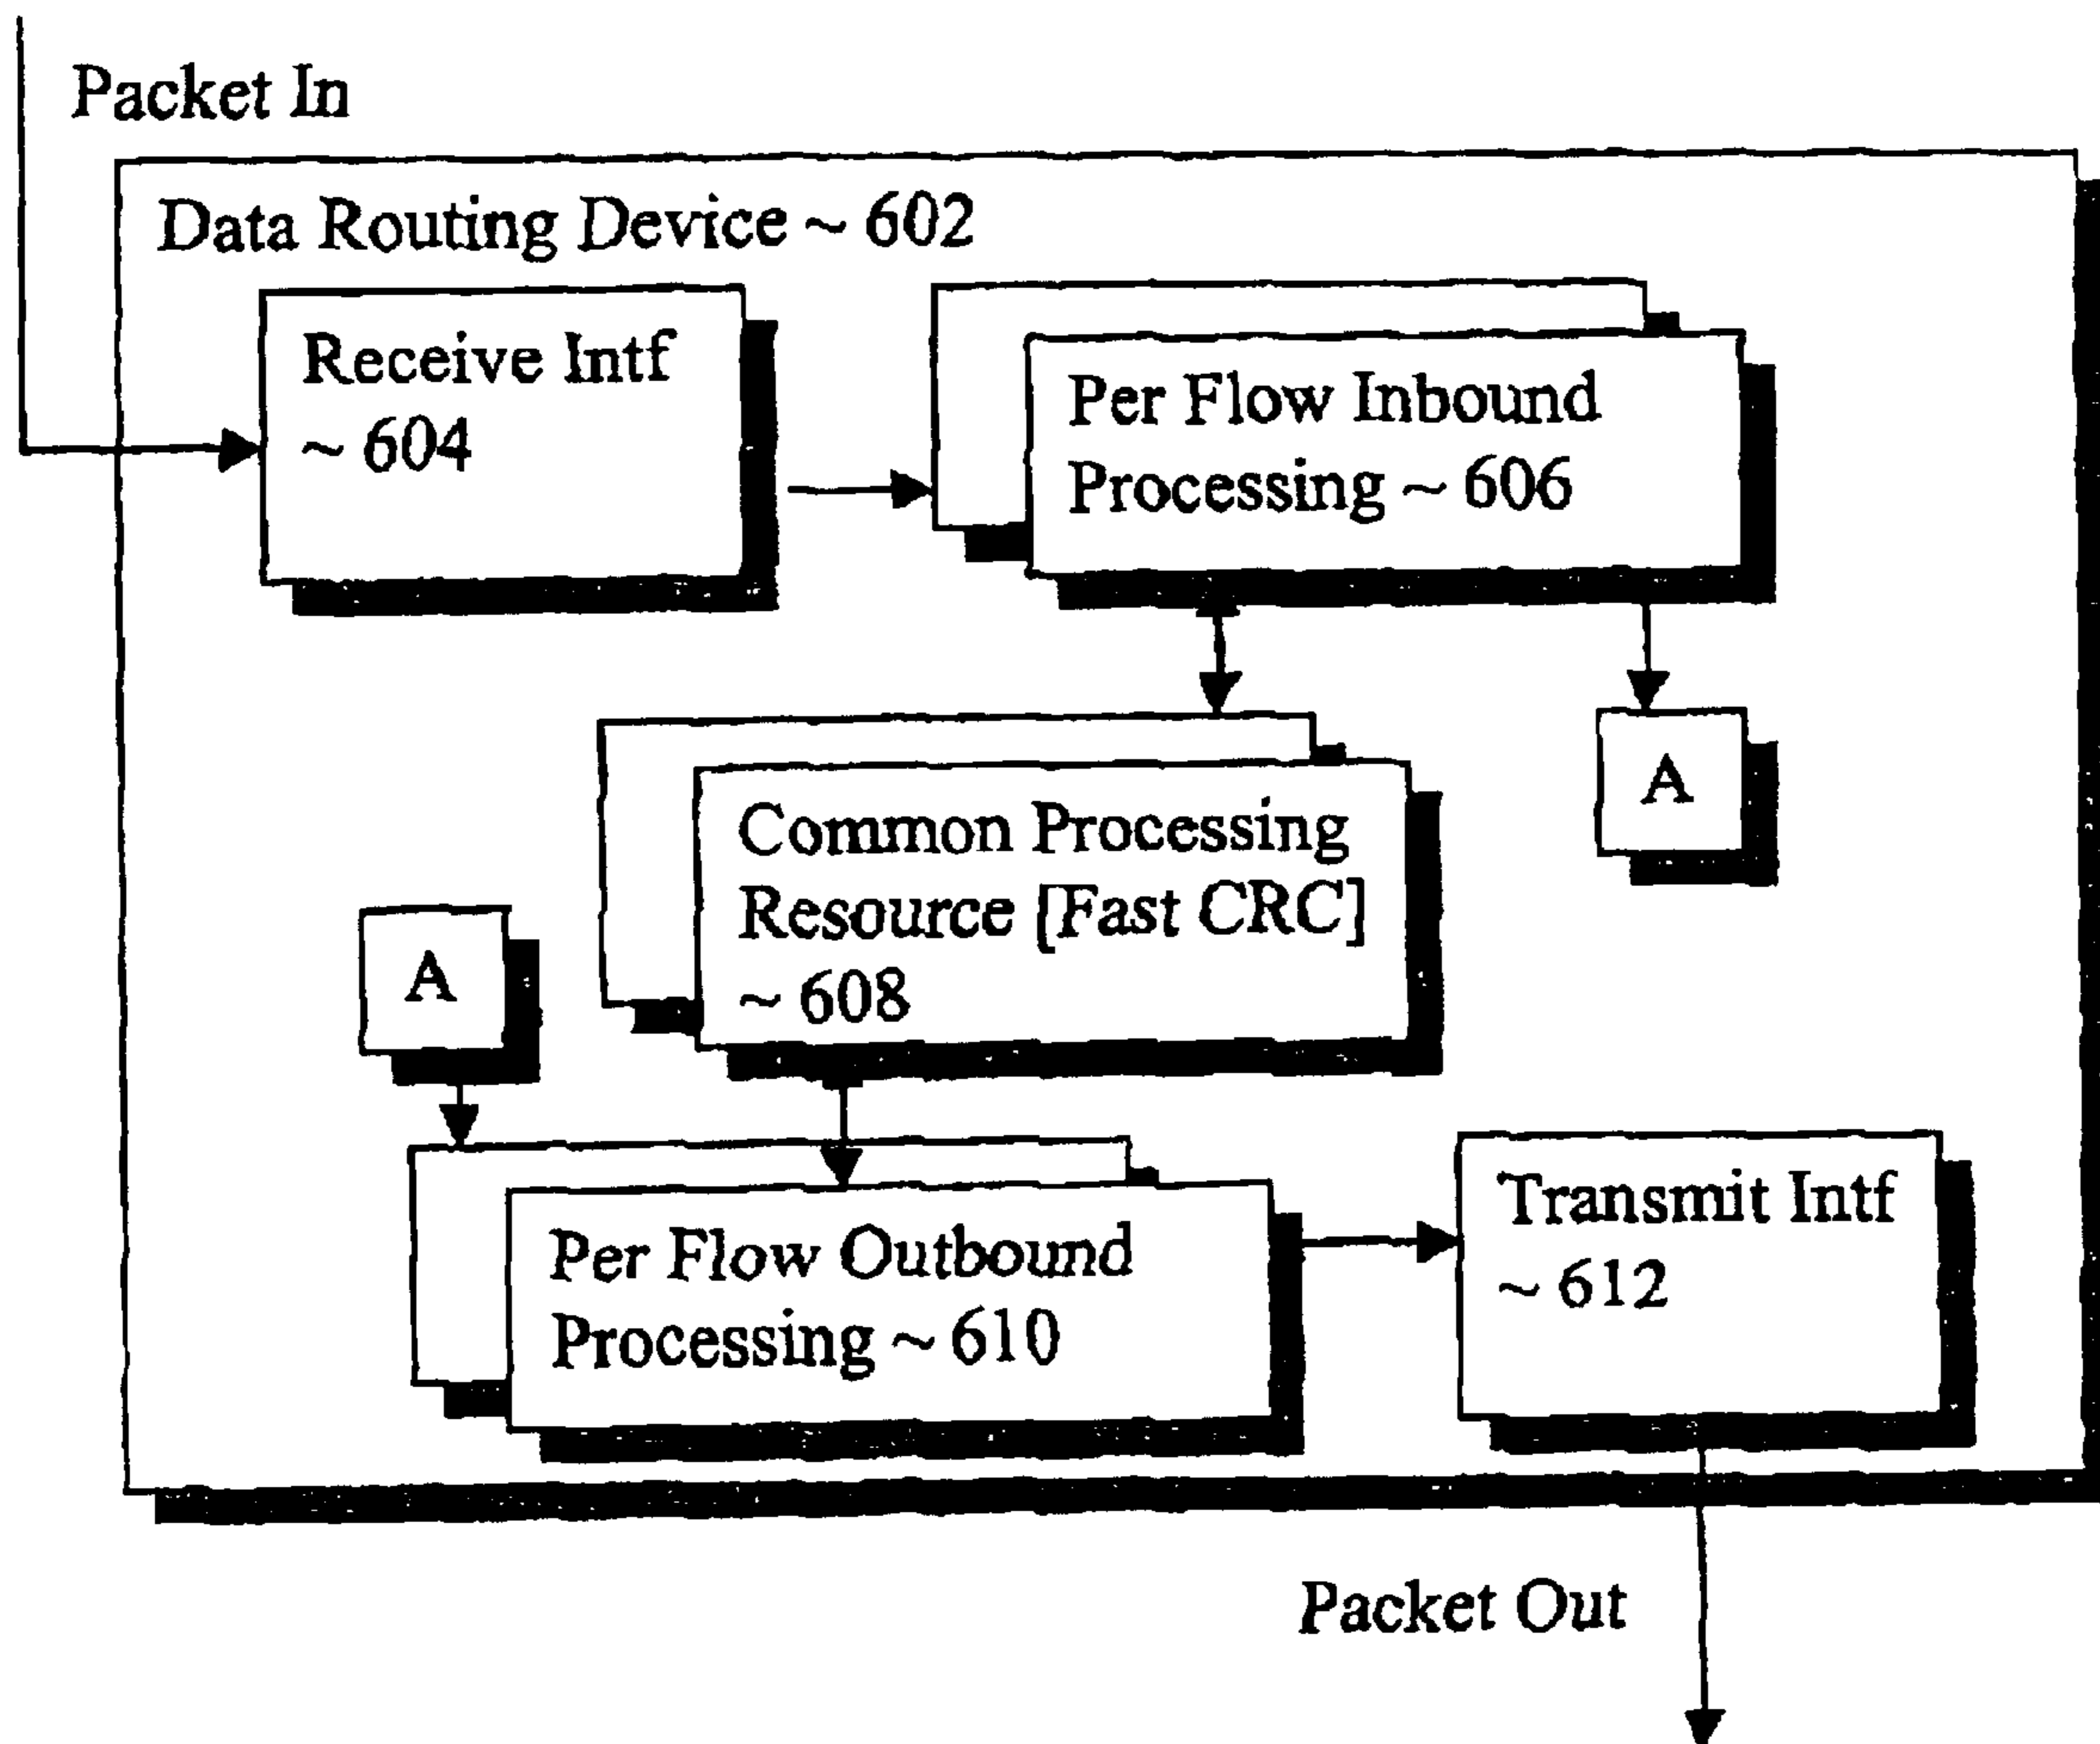 Packet In
Data Routing Device ~ 602
Receive Intf
~ 604
Per Flow Inbound
Processing ~ 606
A
Common Processing
Resource [Fast CRC]
~ 608
A
Per Flow Outbound
Processing ~ 610
Transmit Intf
~ 612
Packet Out